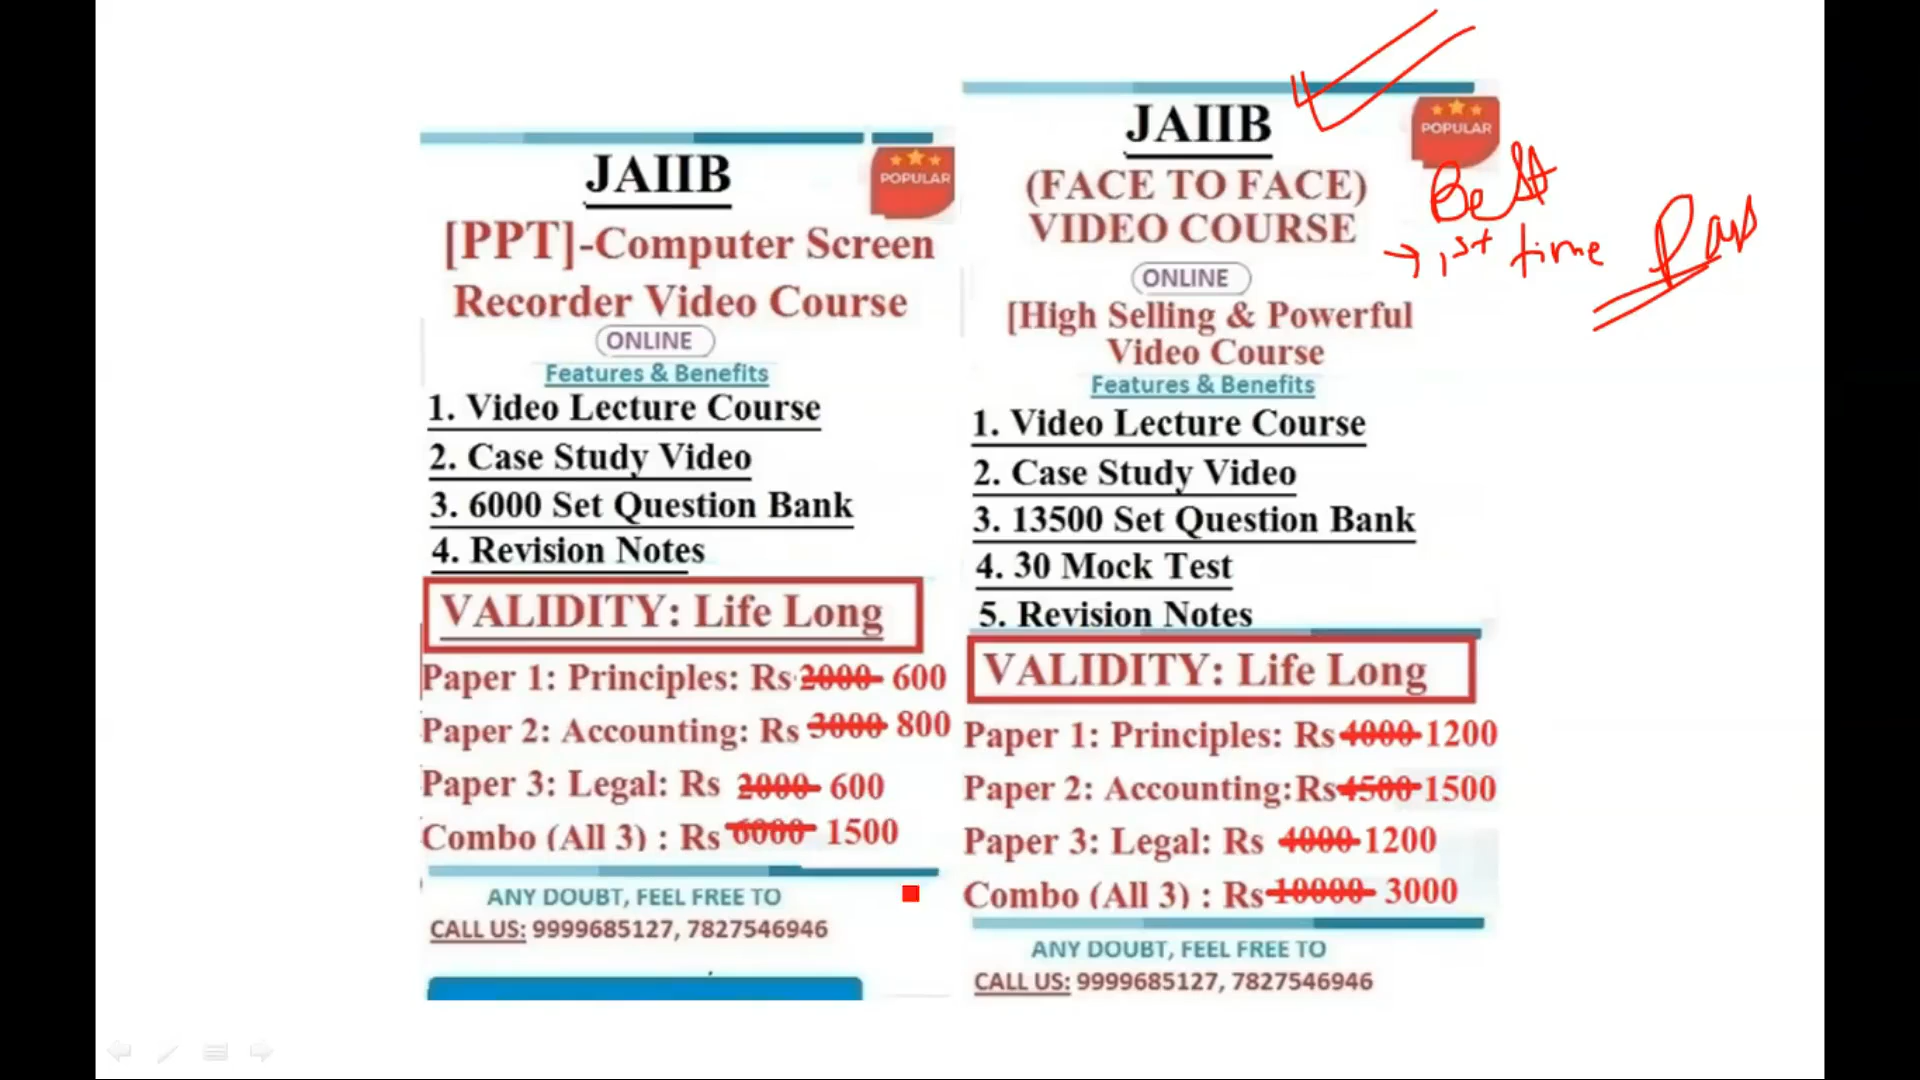 JAIIB
POPULAR
[PPT]-Computer Screen
Recorder Video Course
ONLINE
Features & Benefits
1. Video Lecture Course
2. Case Study Video
3. 6000 Set Question Bank
4. Revision Notes
VALIDITY: Life Long
Paper 1: Principles: Rs 2000 600
Paper 2: Accounting: Rs 3000 800
Paper 3: Legal: Rs 2000 600
Combo (All 3) : Rs 6000 1500
ANY DOUBT, FEEL FREE TO
CALL US: 9999685127, 7827546946
JAIIB
POPULAR
(FACE TO FACE)
VIDEO COURSE
ONLINE
[High Selling & Powerful
Video Course
Features & Benefits
1. Video Lecture Course
2. Case Study Video
3. 13500 Set Question Bank
4. 30 Mock Test
5. Revision Notes
VALIDITY: Life Long
Paper 1: Principles: Rs 4000 1200
Paper 2: Accounting: Rs 4500 1500
Paper 3: Legal: Rs 4000 1200
Combo (All 3) : Rs 10000 3000
ANY DOUBT, FEEL FREE TO
CALL US: 9999685127, 7827546946
Best
→ 1st time Pass